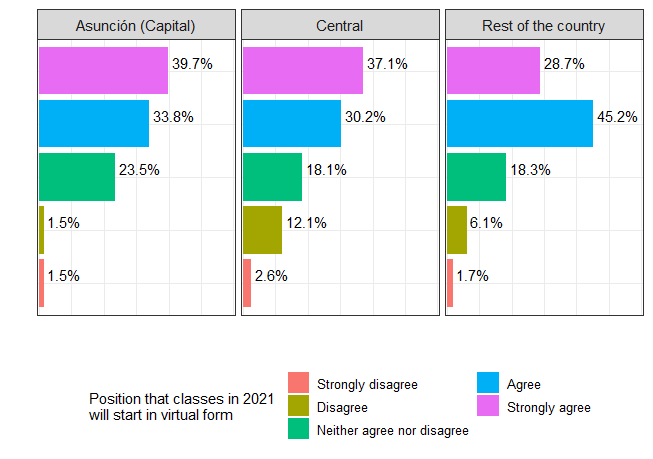 Asunción (Capital)
Central
Rest of the country
39.7%
33.8%
23.5%
1.5%
1.5%
37.1%
30.2%
18.1%
12.1%
2.6%
28.7%
45.2%
18.3%
6.1%
1.7%
Position that classes in 2021
will start in virtual form
Strongly disagree
Disagree
Neither agree nor disagree
Agree
Strongly agree